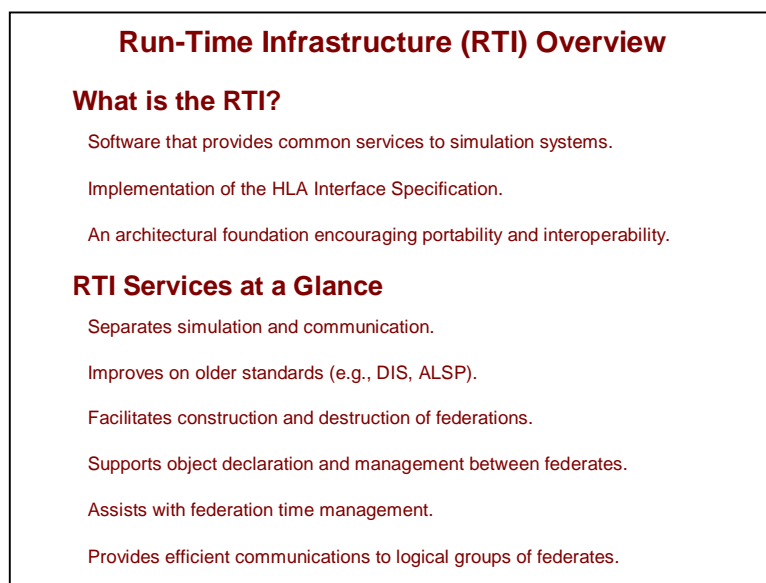 Run-Time Infrastructure (RTI) Overview
What is the RTI?
Software that provides common services to simulation systems.
Implementation of the HLA Interface Specification.
An architectural foundation encouraging portability and interoperability.
RTI Services at a Glance
Separates simulation and communication.
Improves on older standards (e.g., DIS, ALSP).
Facilitates construction and destruction of federations.
Supports object declaration and management between federates.
Assists with federation time management.
Provides efficient communications to logical groups of federates.